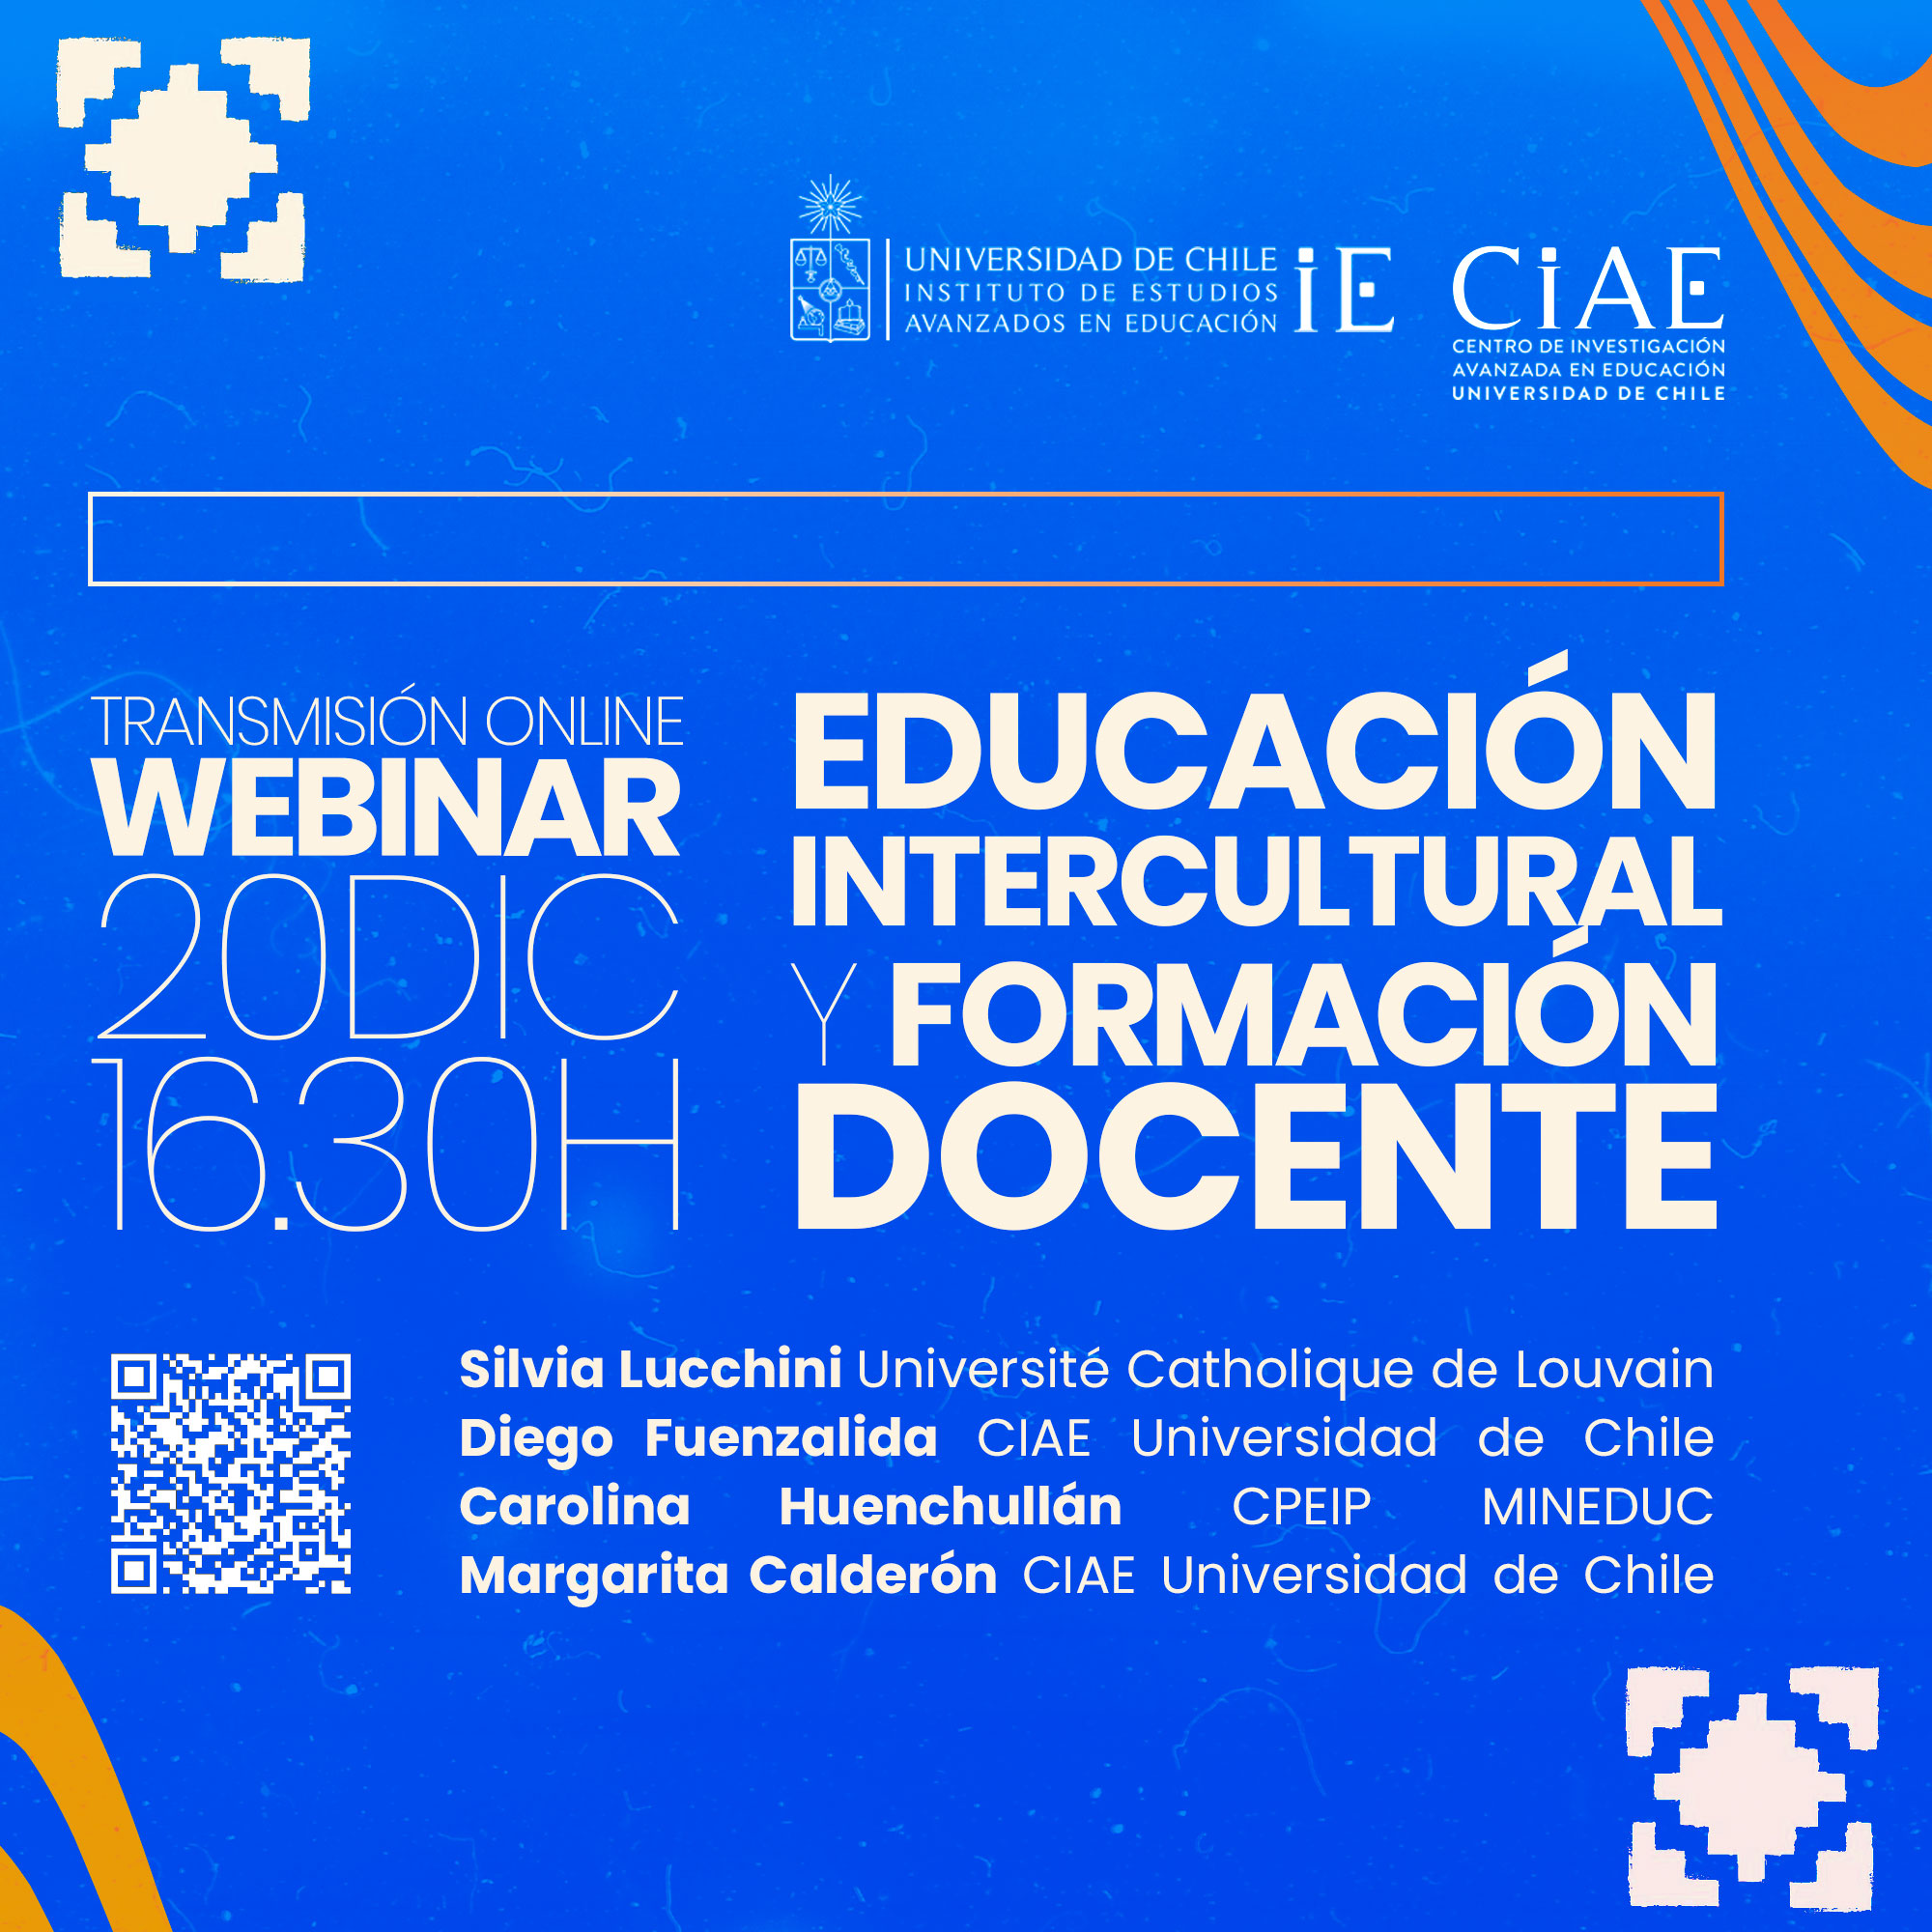 UNIVERSIDAD DE CHILE
INSTITUTO DE ESTUDIOS
AVANZADOS EN EDUCACIÓN
iE
CiAE
CENTRO DE INVESTIGACIÓN
AVANZADA EN EDUCACIÓN
UNIVERSIDAD DE CHILE
TRANSMISIÓN ONLINE
WEBINAR
20DIC
16.30H
EDUCACIÓN
INTERCULTURAL
Y FORMACIÓN
DOCENTE
Silvia Lucchini Université Catholique de Louvain
Diego Fuenzalida CIAE Universidad de Chile
Carolina Huenchullán CPEIP MINEDUC
Margarita Calderón CIAE Universidad de Chile